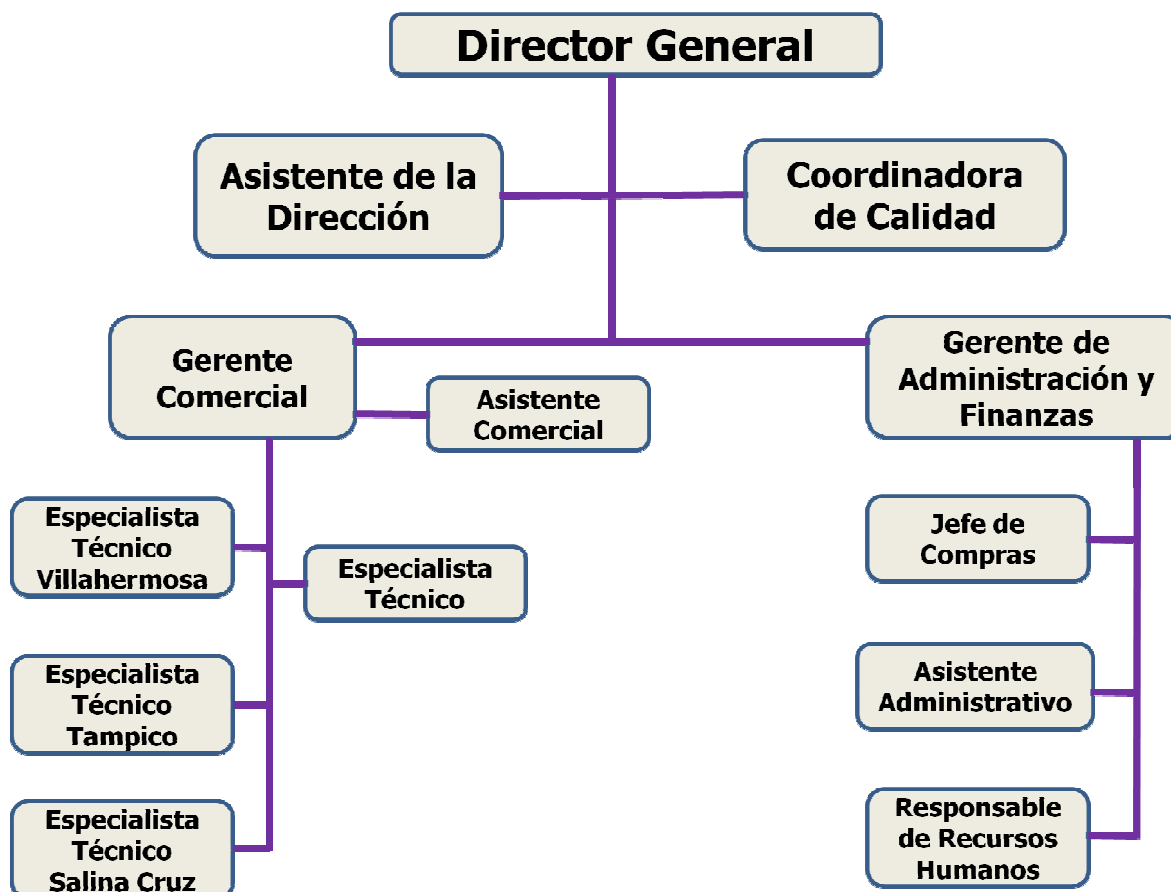 Director General
Asistente de la
Dirección
Coordinadora
de Calidad
Gerente
Comercial
Asistente
Comercial
Gerente de
Administración y
Finanzas
Especialista
Técnico
Villahermosa
Especialista
Técnico
Jefe de
Compras
Especialista
Técnico
Tampico
Asistente
Administrativo
Especialista
Técnico
Salina Cruz
Responsable
de Recursos
Humanos